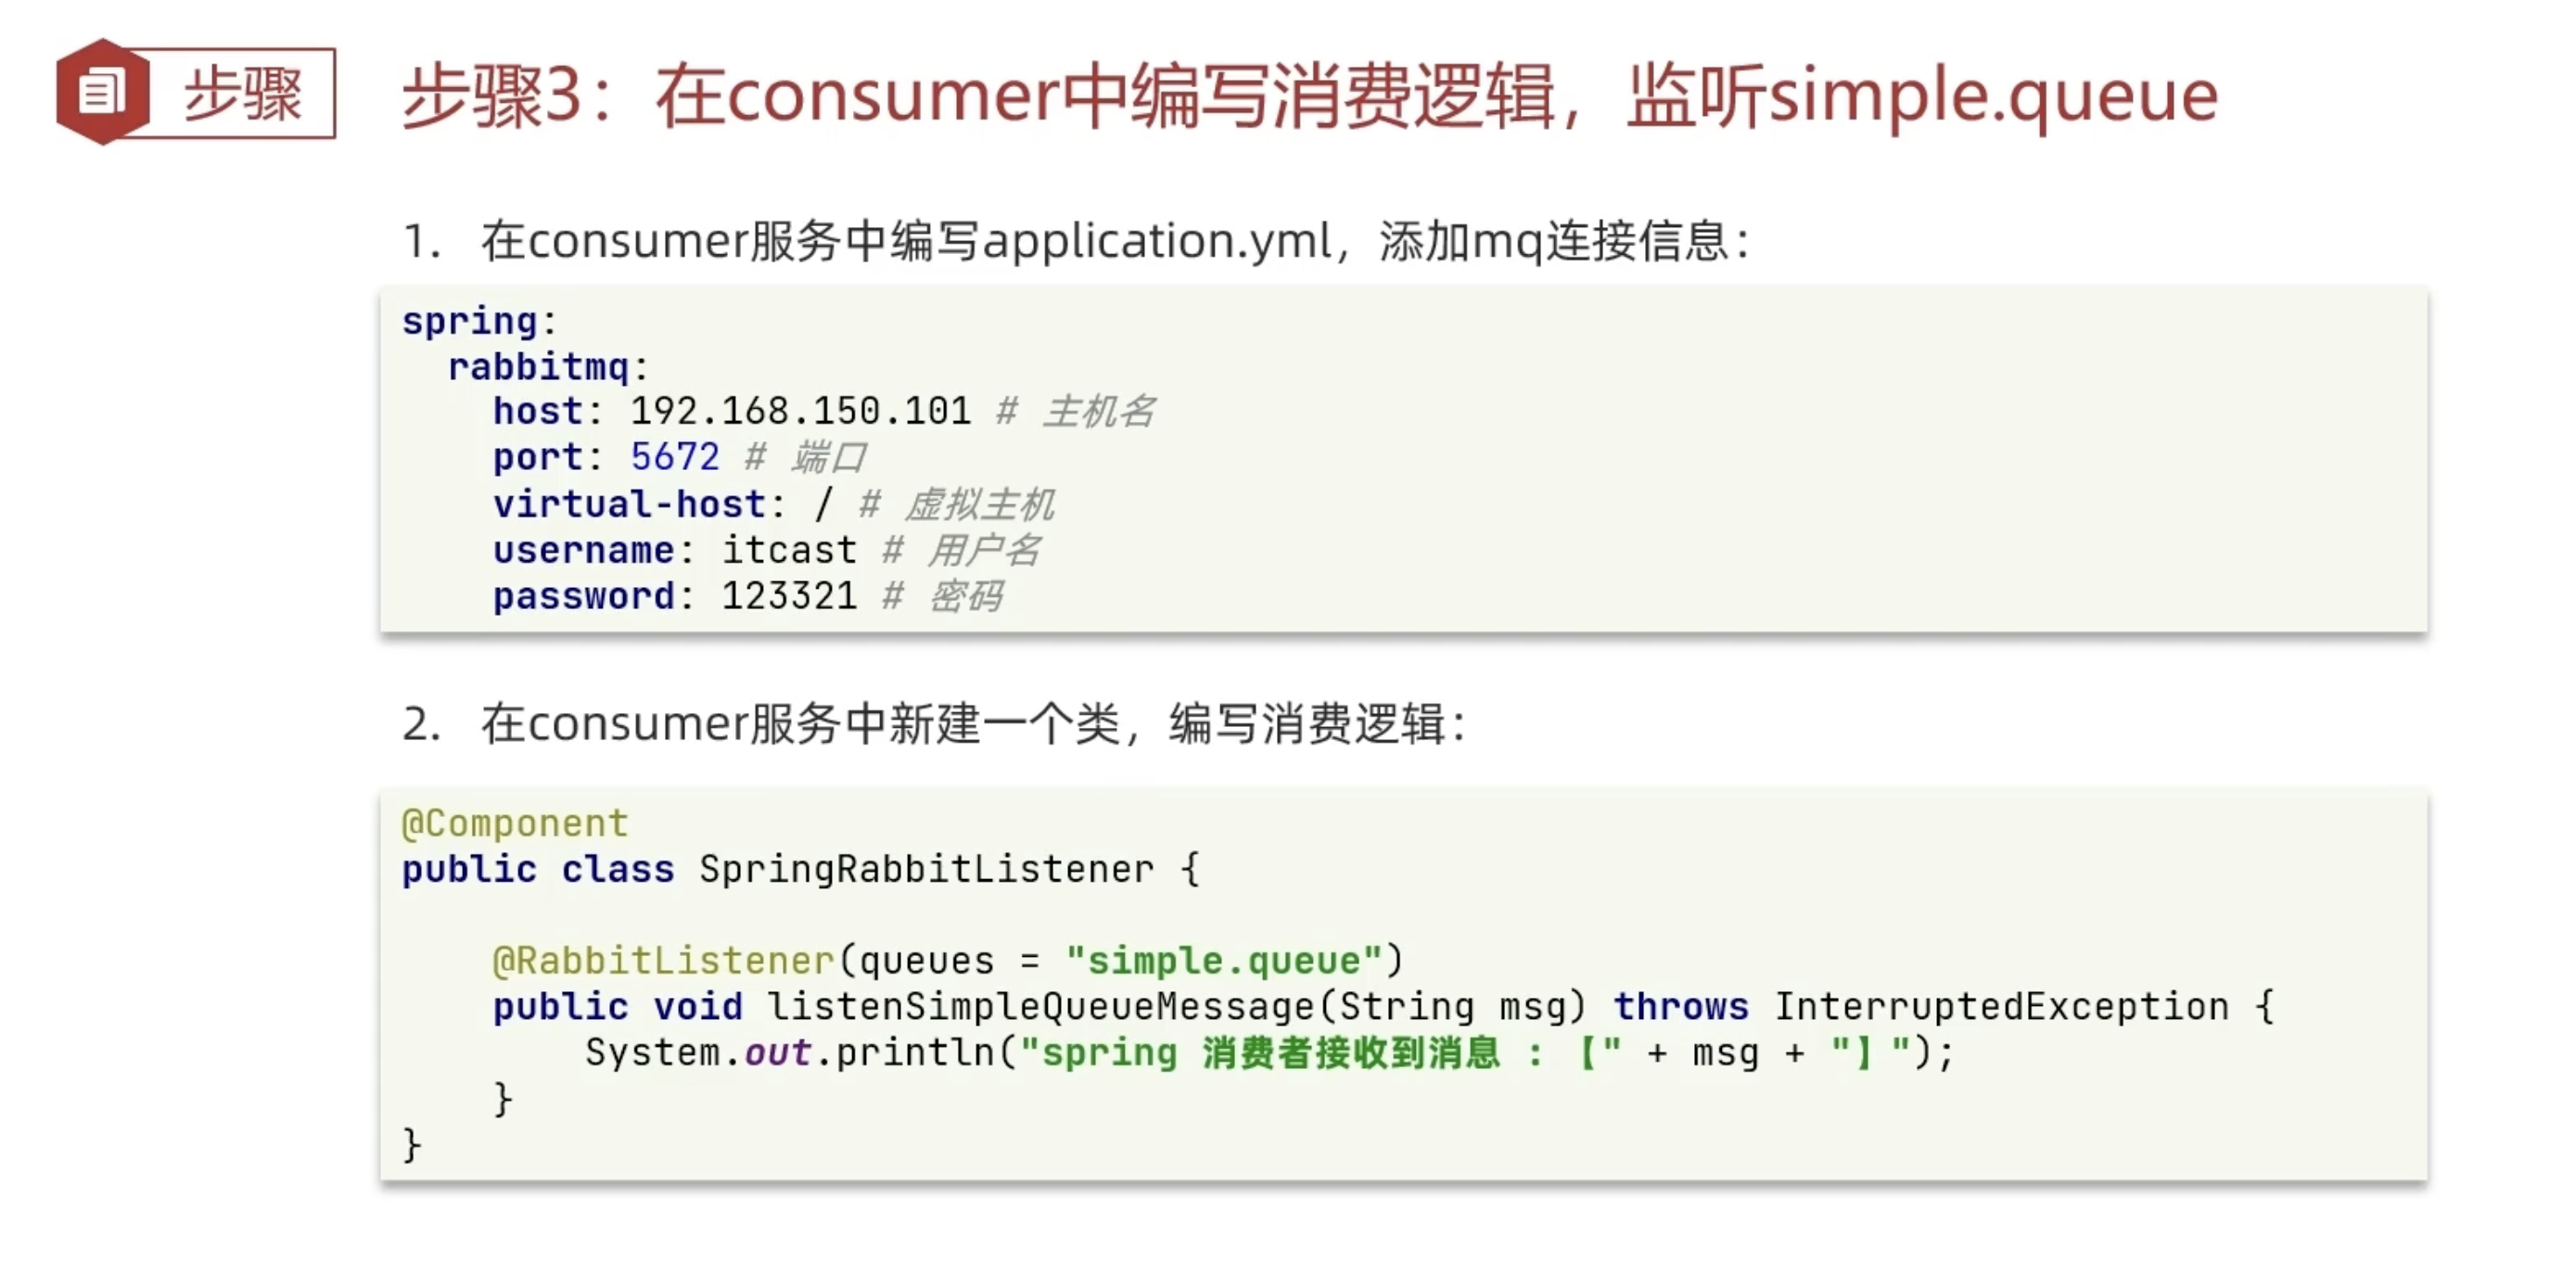 步骤
步骤3：在consumer中编写消费逻辑，监听simple.queue
1. 在consumer服务中编写application.yml，添加mq连接信息：
spring:
  rabbitmq:
    host: 192.168.150.101 # 主机名
    port: 5672 # 端口
    virtual-host: / # 虚拟主机
    username: itcast # 用户名
    password: 123321 # 密码
2. 在consumer服务中新建一个类，编写消费逻辑：
@Component
public class SpringRabbitListener {
    @RabbitListener(queues = "simple.queue")
    public void listenSimpleQueueMessage(String msg) throws InterruptedException {
        System.out.println("spring 消费者接收到消息 ：【" + msg + "】");
    }
}